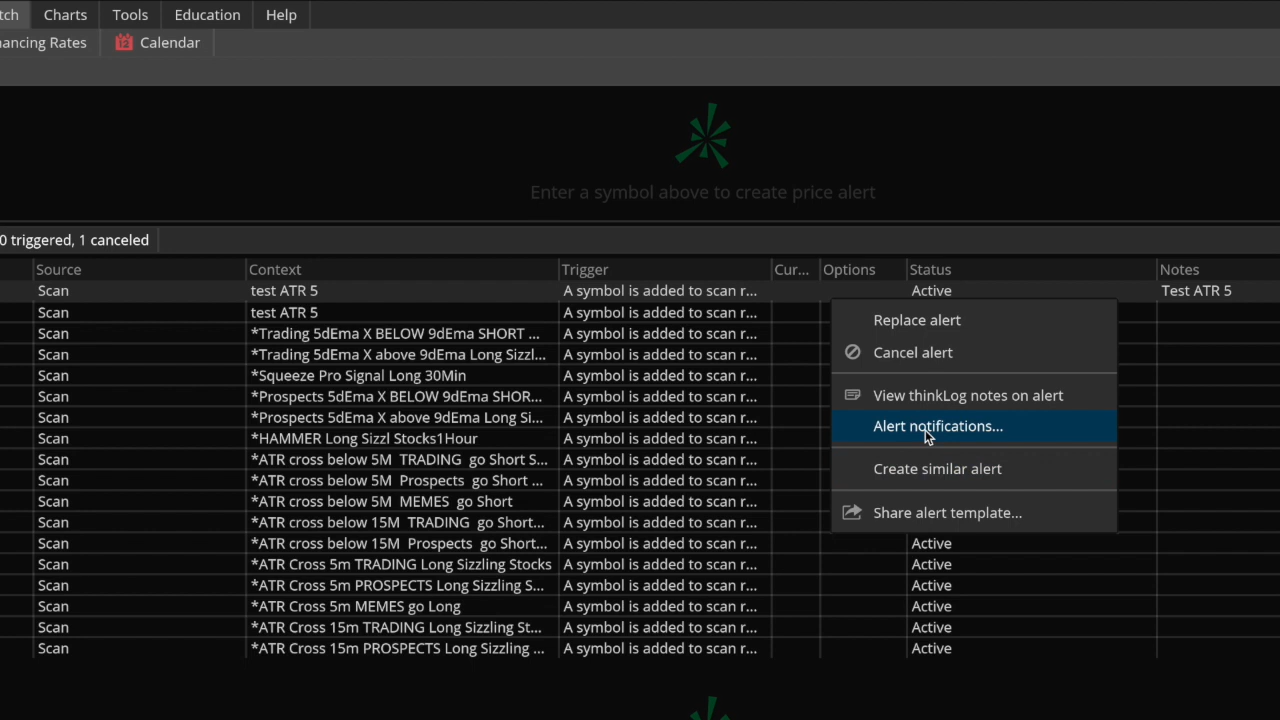 tch Charts Tools Education Help
nancing Rates Calendar
Enter a symbol above to create price alert
0 triggered, 1 canceled
Source Context Trigger Cur... Options Status Notes
Scan test ATR 5 A symbol is added to scan r... Active Test ATR 5
Scan test ATR 5 A symbol is added to scan r...
Scan *Trading 5dEma X BELOW 9dEma SHORT ... A symbol is added to scan r...
Scan *Trading 5dEma X above 9dEma Long Sizzl... A symbol is added to scan r...
Scan *Squeeze Pro Signal Long 30Min A symbol is added to scan r...
Scan *Prospects 5dEma X BELOW 9dEma SHOR... A symbol is added to scan r...
Scan *Prospects 5dEma X above 9dEma Long Si... A symbol is added to scan r...
Scan *HAMMER Long Sizzl Stocks1Hour A symbol is added to scan r...
Scan *ATR cross below 5M TRADING go Short S... A symbol is added to scan r...
Scan *ATR cross below 5M Prospects go Short ... A symbol is added to scan r...
Scan *ATR cross below 5M MEMES go Short A symbol is added to scan r...
Scan *ATR cross below 15M TRADING go Short... A symbol is added to scan r...
Scan *ATR cross below 15M Prospects go Short... A symbol is added to scan r... Active
Scan *ATR Cross 5m TRADING Long Sizzling Stocks A symbol is added to scan r... Active
Scan *ATR Cross 5m PROSPECTS Long Sizzling S... A symbol is added to scan r... Active
Scan *ATR Cross 5m MEMES go Long A symbol is added to scan r... Active
Scan *ATR Cross 15m TRADING Long Sizzling St... A symbol is added to scan r... Active
Scan *ATR Cross 15m PROSPECTS Long Sizzling ... A symbol is added to scan r... Active
Replace alert
Cancel alert
View thinkLog notes on alert
Alert notifications...
Create similar alert
Share alert template...